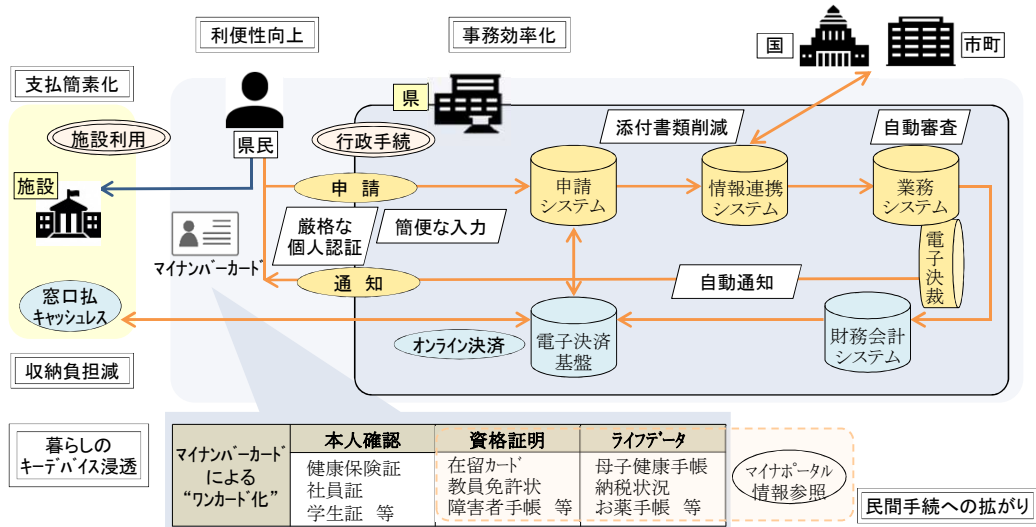 利便性向上
事務効率化
国
市町
支払簡素化
県
施設利用
県民
行政手続
添付書類削減
自動審査
施設
申 請
申請
システム
情報連携
システム
業務
システム
厳格な
個人認証
簡便な入力
マイナンバーカード
電子決裁
通 知
自動通知
窓口払
キャッシュレス
オンライン決済
電子決済
基盤
財務会計
システム
収納負担減
暮らしの
キーデバイス浸透
マイナンバーカード
による
“ワンカード化”
本人確認
健康保険証
社員証
学生証 等
資格証明
在留カード
教員免許状
障害者手帳 等
ライフデータ
母子健康手帳
納税状況
お薬手帳 等
マイナポータル
情報参照
民間手続への拡がり